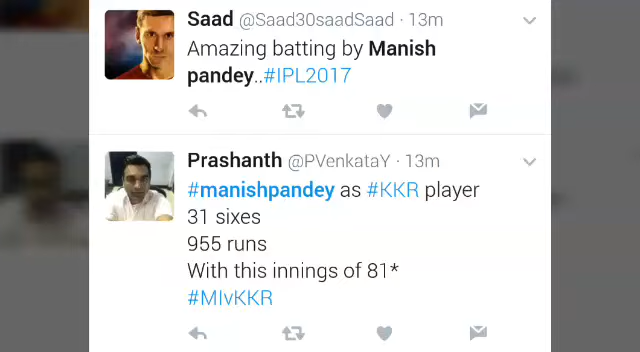 Saad @Saad30saadSaad · 13m
Amazing batting by Manish
pandey..#IPL2017
Prashanth @PVenkataY · 13m
#manishpandey as #KKR player
31 sixes
955 runs
With this innings of 81*
#MIvKKR